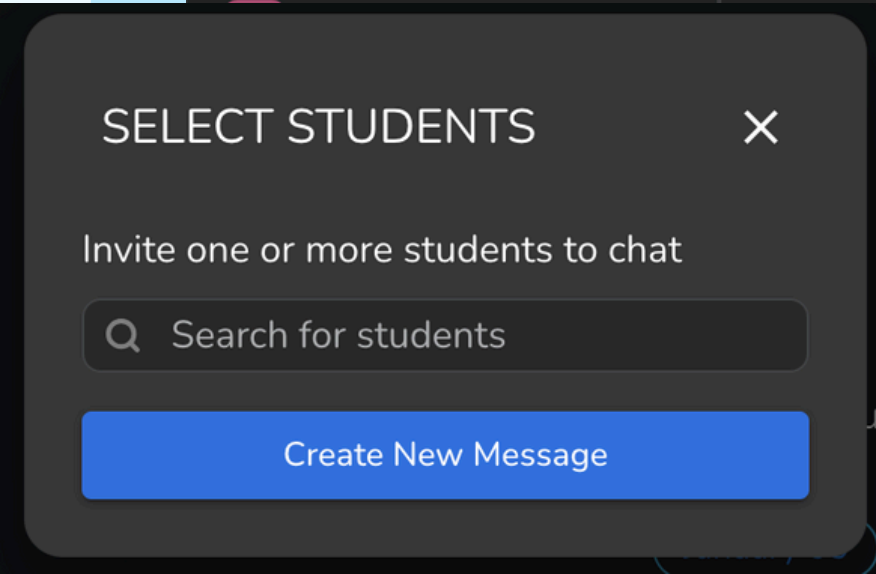 SELECT STUDENTS
Invite one or more students to chat
Search for students
Create New Message